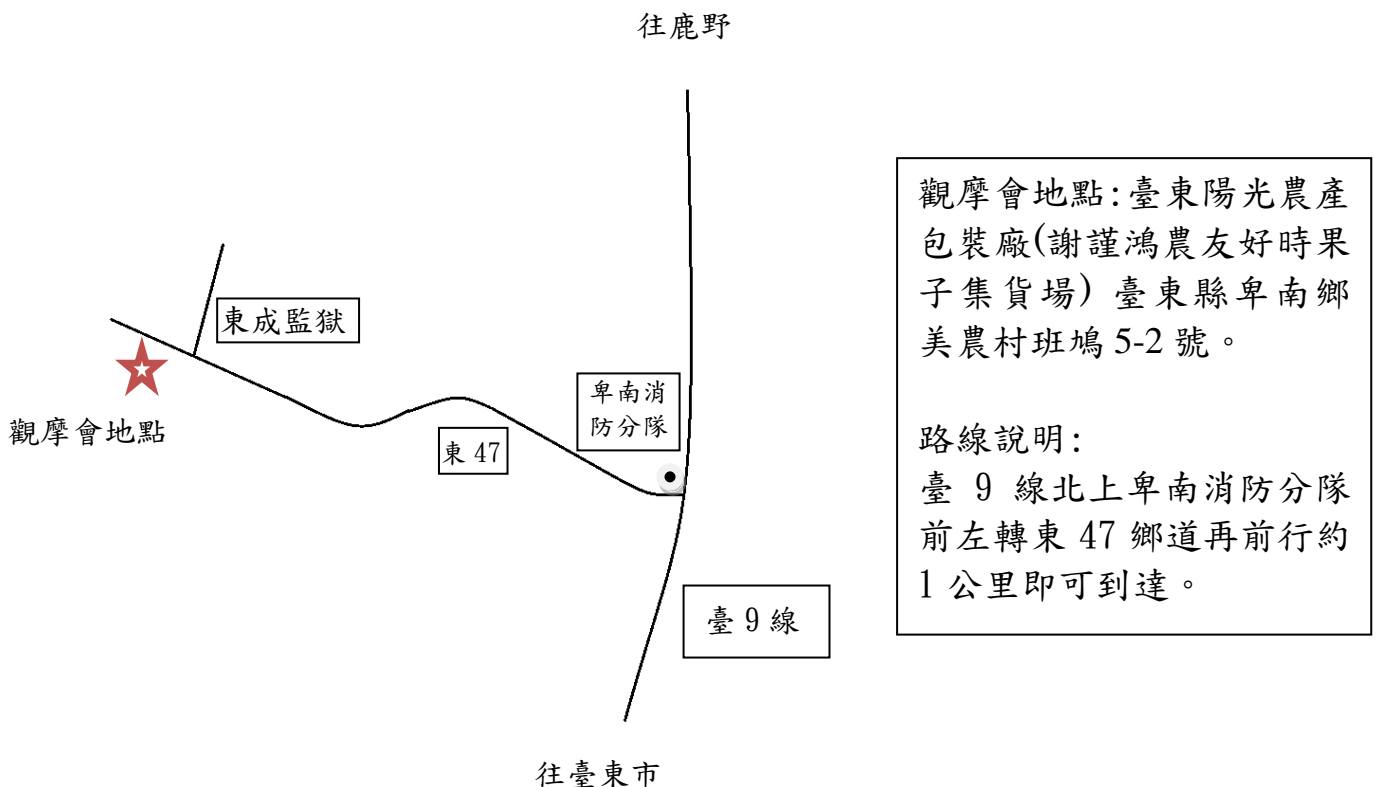 往鹿野
東成監獄
觀摩會地點
卑南消
防分隊
東 47
臺 9 線
往臺東市
觀摩會地點:臺東陽光農產
包裝廠(謝謹鴻農友好時果
子集貨場) 臺東縣卑南鄉
美農村班鳩 5-2 號。
路線說明:
臺 9 線北上卑南消防分隊
前左轉東 47 鄉道再前行約
1 公里即可到達。